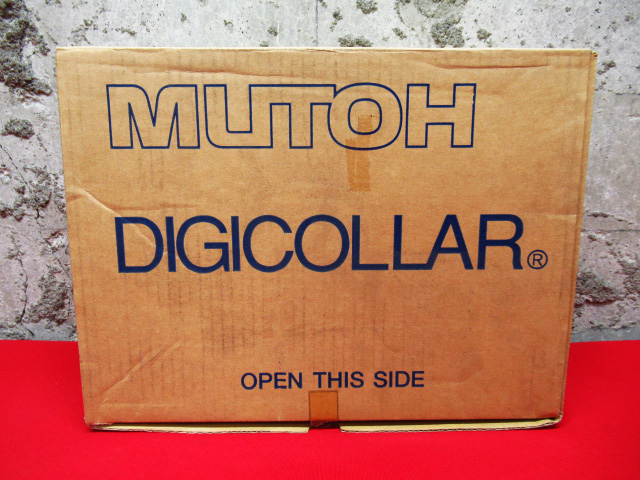 MUTOH
DIGICOLLAR®
OPEN THIS SIDE